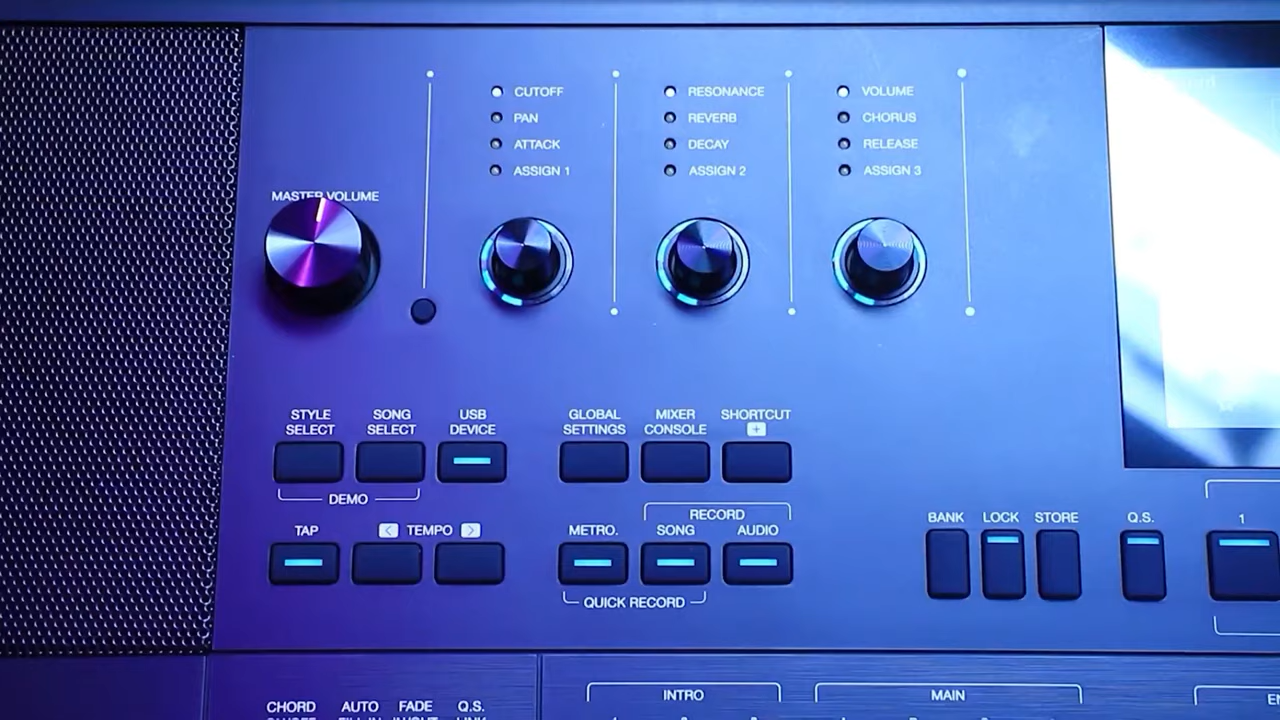 CUTOFF
PAN
ATTACK
ASSIGN 1
RESONANCE
REVERB
DECAY
ASSIGN 2
VOLUME
CHORUS
RELEASE
ASSIGN 3
MASTER VOLUME
STYLE
SELECT
SONG
SELECT
USB
DEVICE
GLOBAL
SETTINGS
MIXER
CONSOLE
SHORTCUT
+
DEMO
RECORD
TAP
< TEMPO >
METRO.
SONG
AUDIO
QUICK RECORD
BANK
LOCK
STORE
Q.S.
1
CHORD
AUTO
FADE
Q.S.
INTRO
MAIN